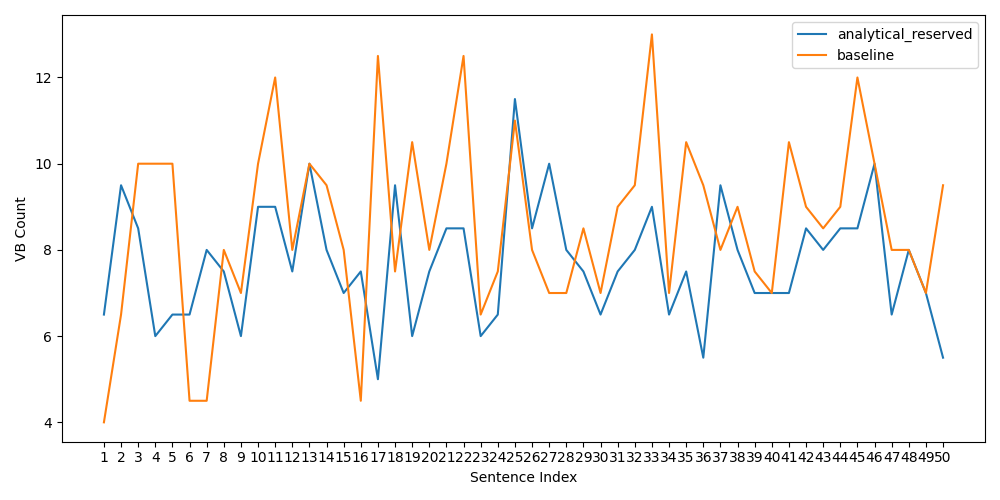 analytical_reserved
baseline
12
10
8
6
4
VB Count
1 2 3 4 5 6 7 8 9 10 11 12 13 14 15 16 17 18 19 20 21 22 23 24 25 26 27 28 29 30 31 32 33 34 35 36 37 38 39 40 41 42 43 44 45 46 47 48 49 50
Sentence Index